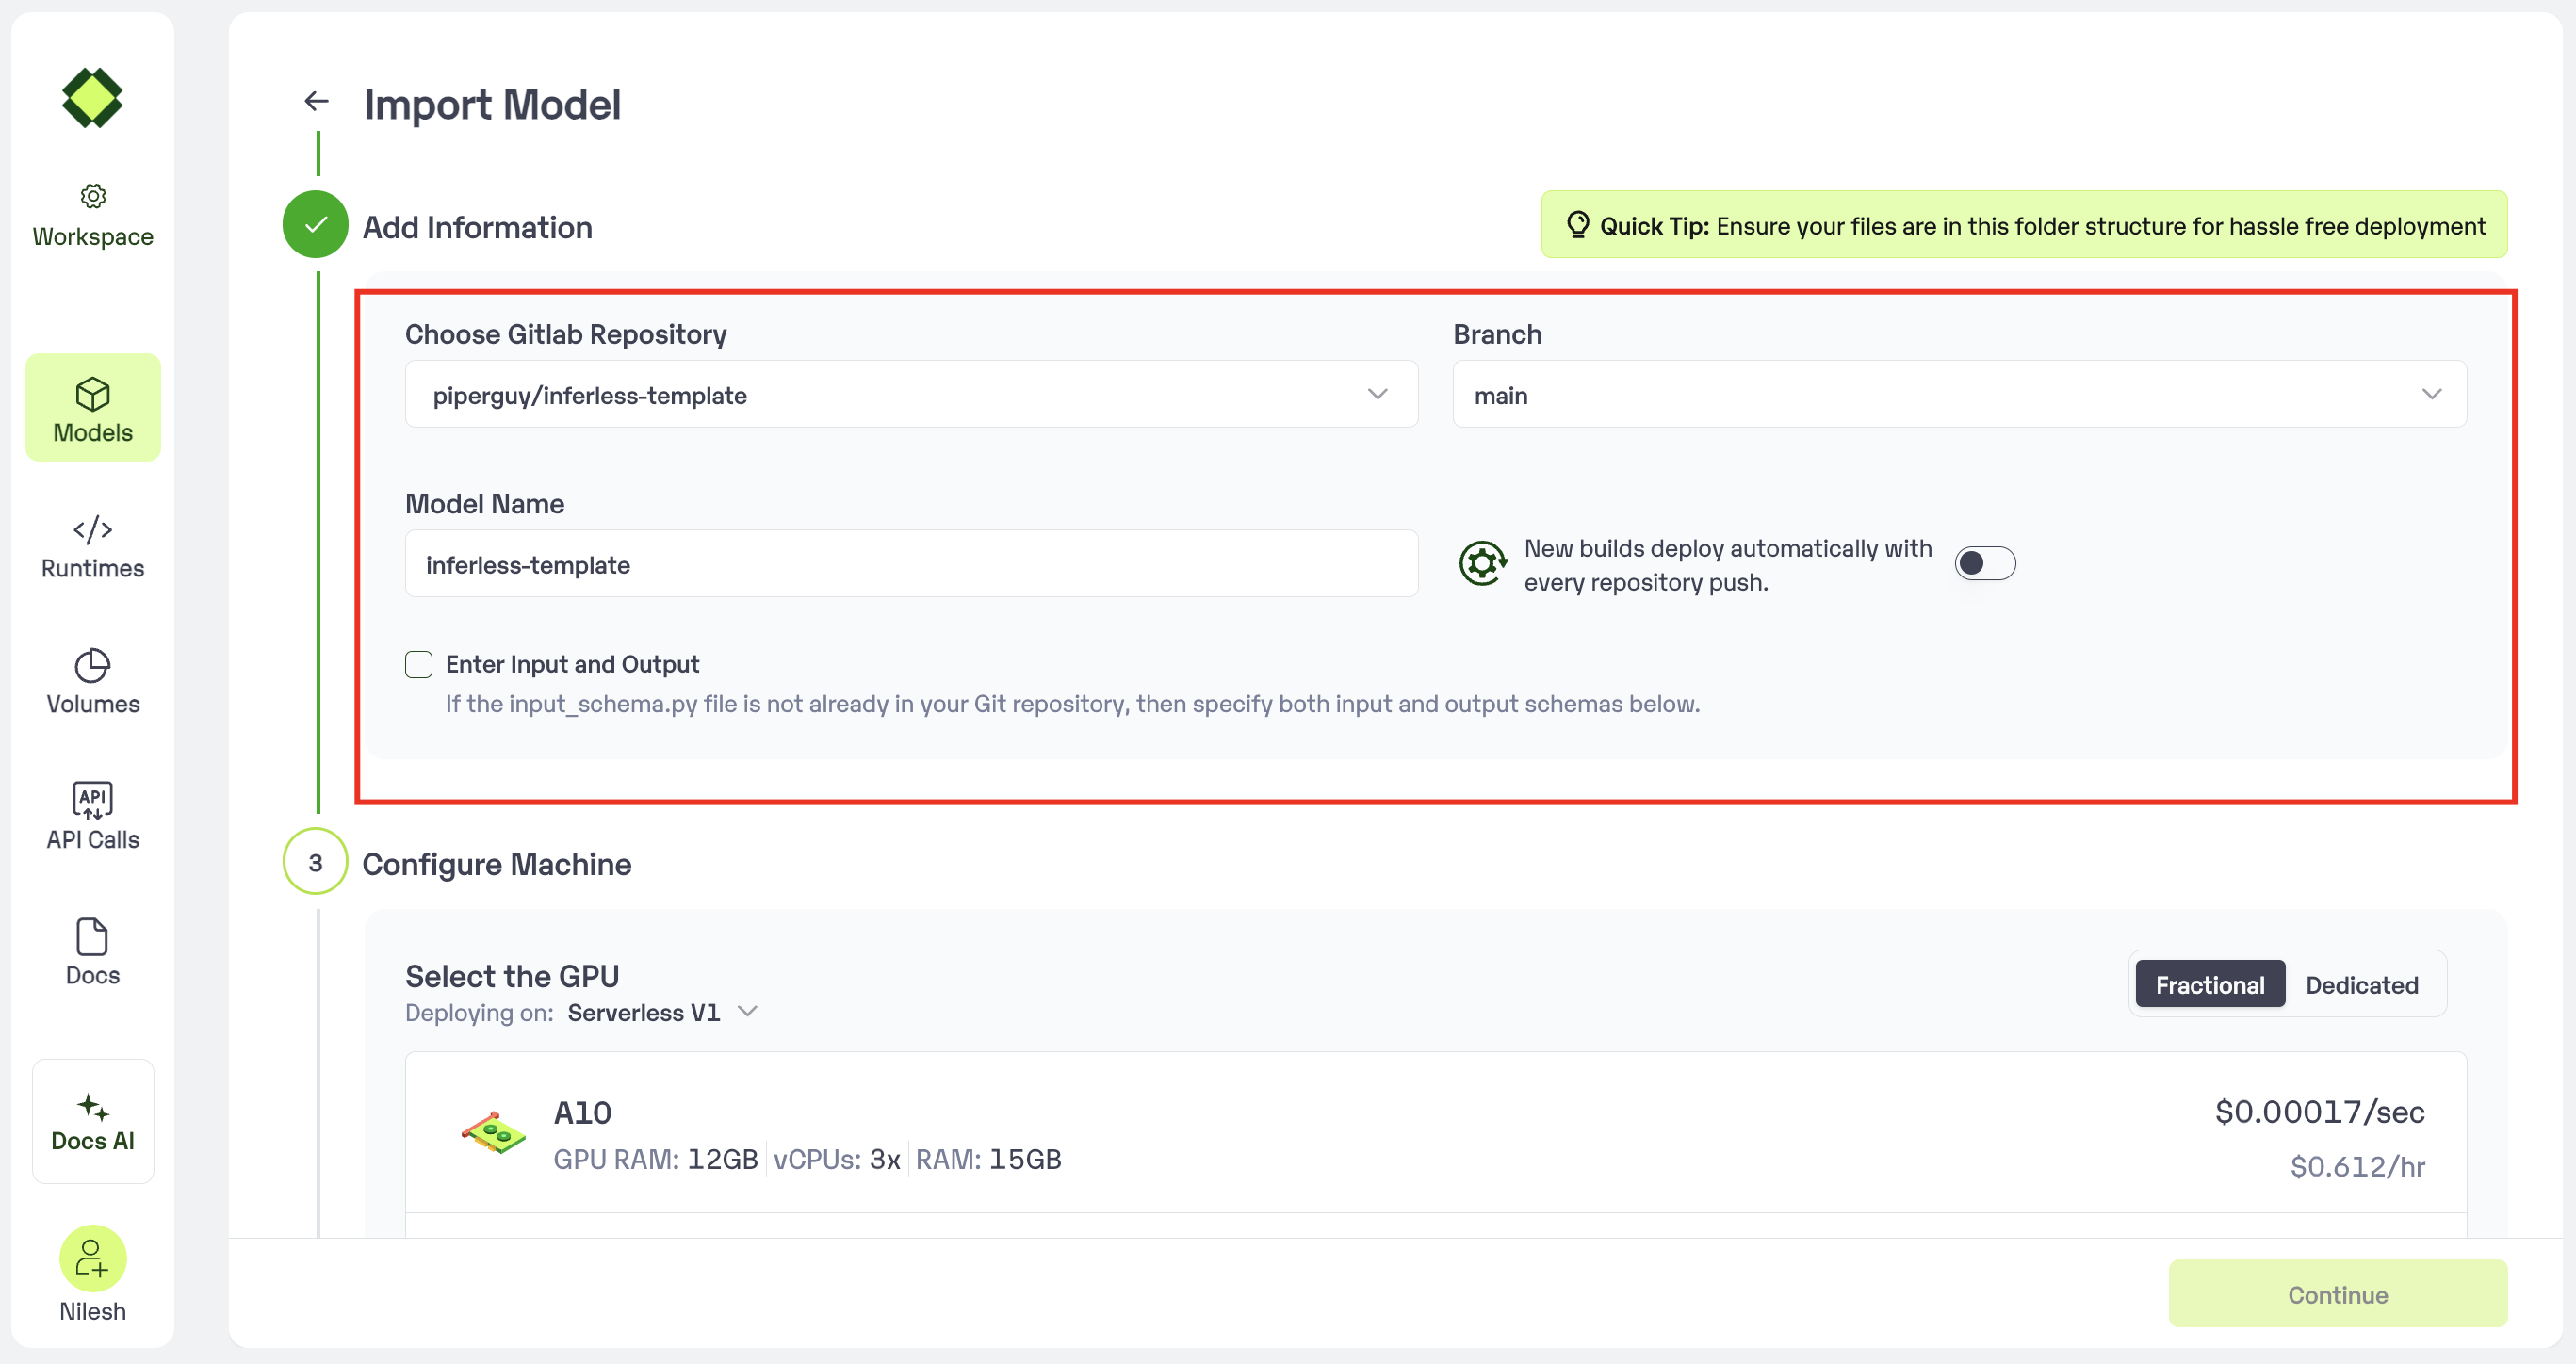 Import Model
Workspace
Add Information
Quick Tip: Ensure your files are in this folder structure for hassle free deployment
Choose Gitlab Repository
Branch
piperguy/inferless-template
main
Models
Model Name
inferless-template
New builds deploy automatically with
every repository push.
Runtimes
Enter Input and Output
If the input_schema.py file is not already in your Git repository, then specify both input and output schemas below.
Volumes
API
API Calls
3
Configure Machine
Docs
Select the GPU
Deploying on: Serverless V1
Fractional
Dedicated
A10
$0.00017/sec
GPU RAM: 12GB vCPUs: 3x RAM: 15GB
$0.612/hr
Docs AI
Nilesh
Continue